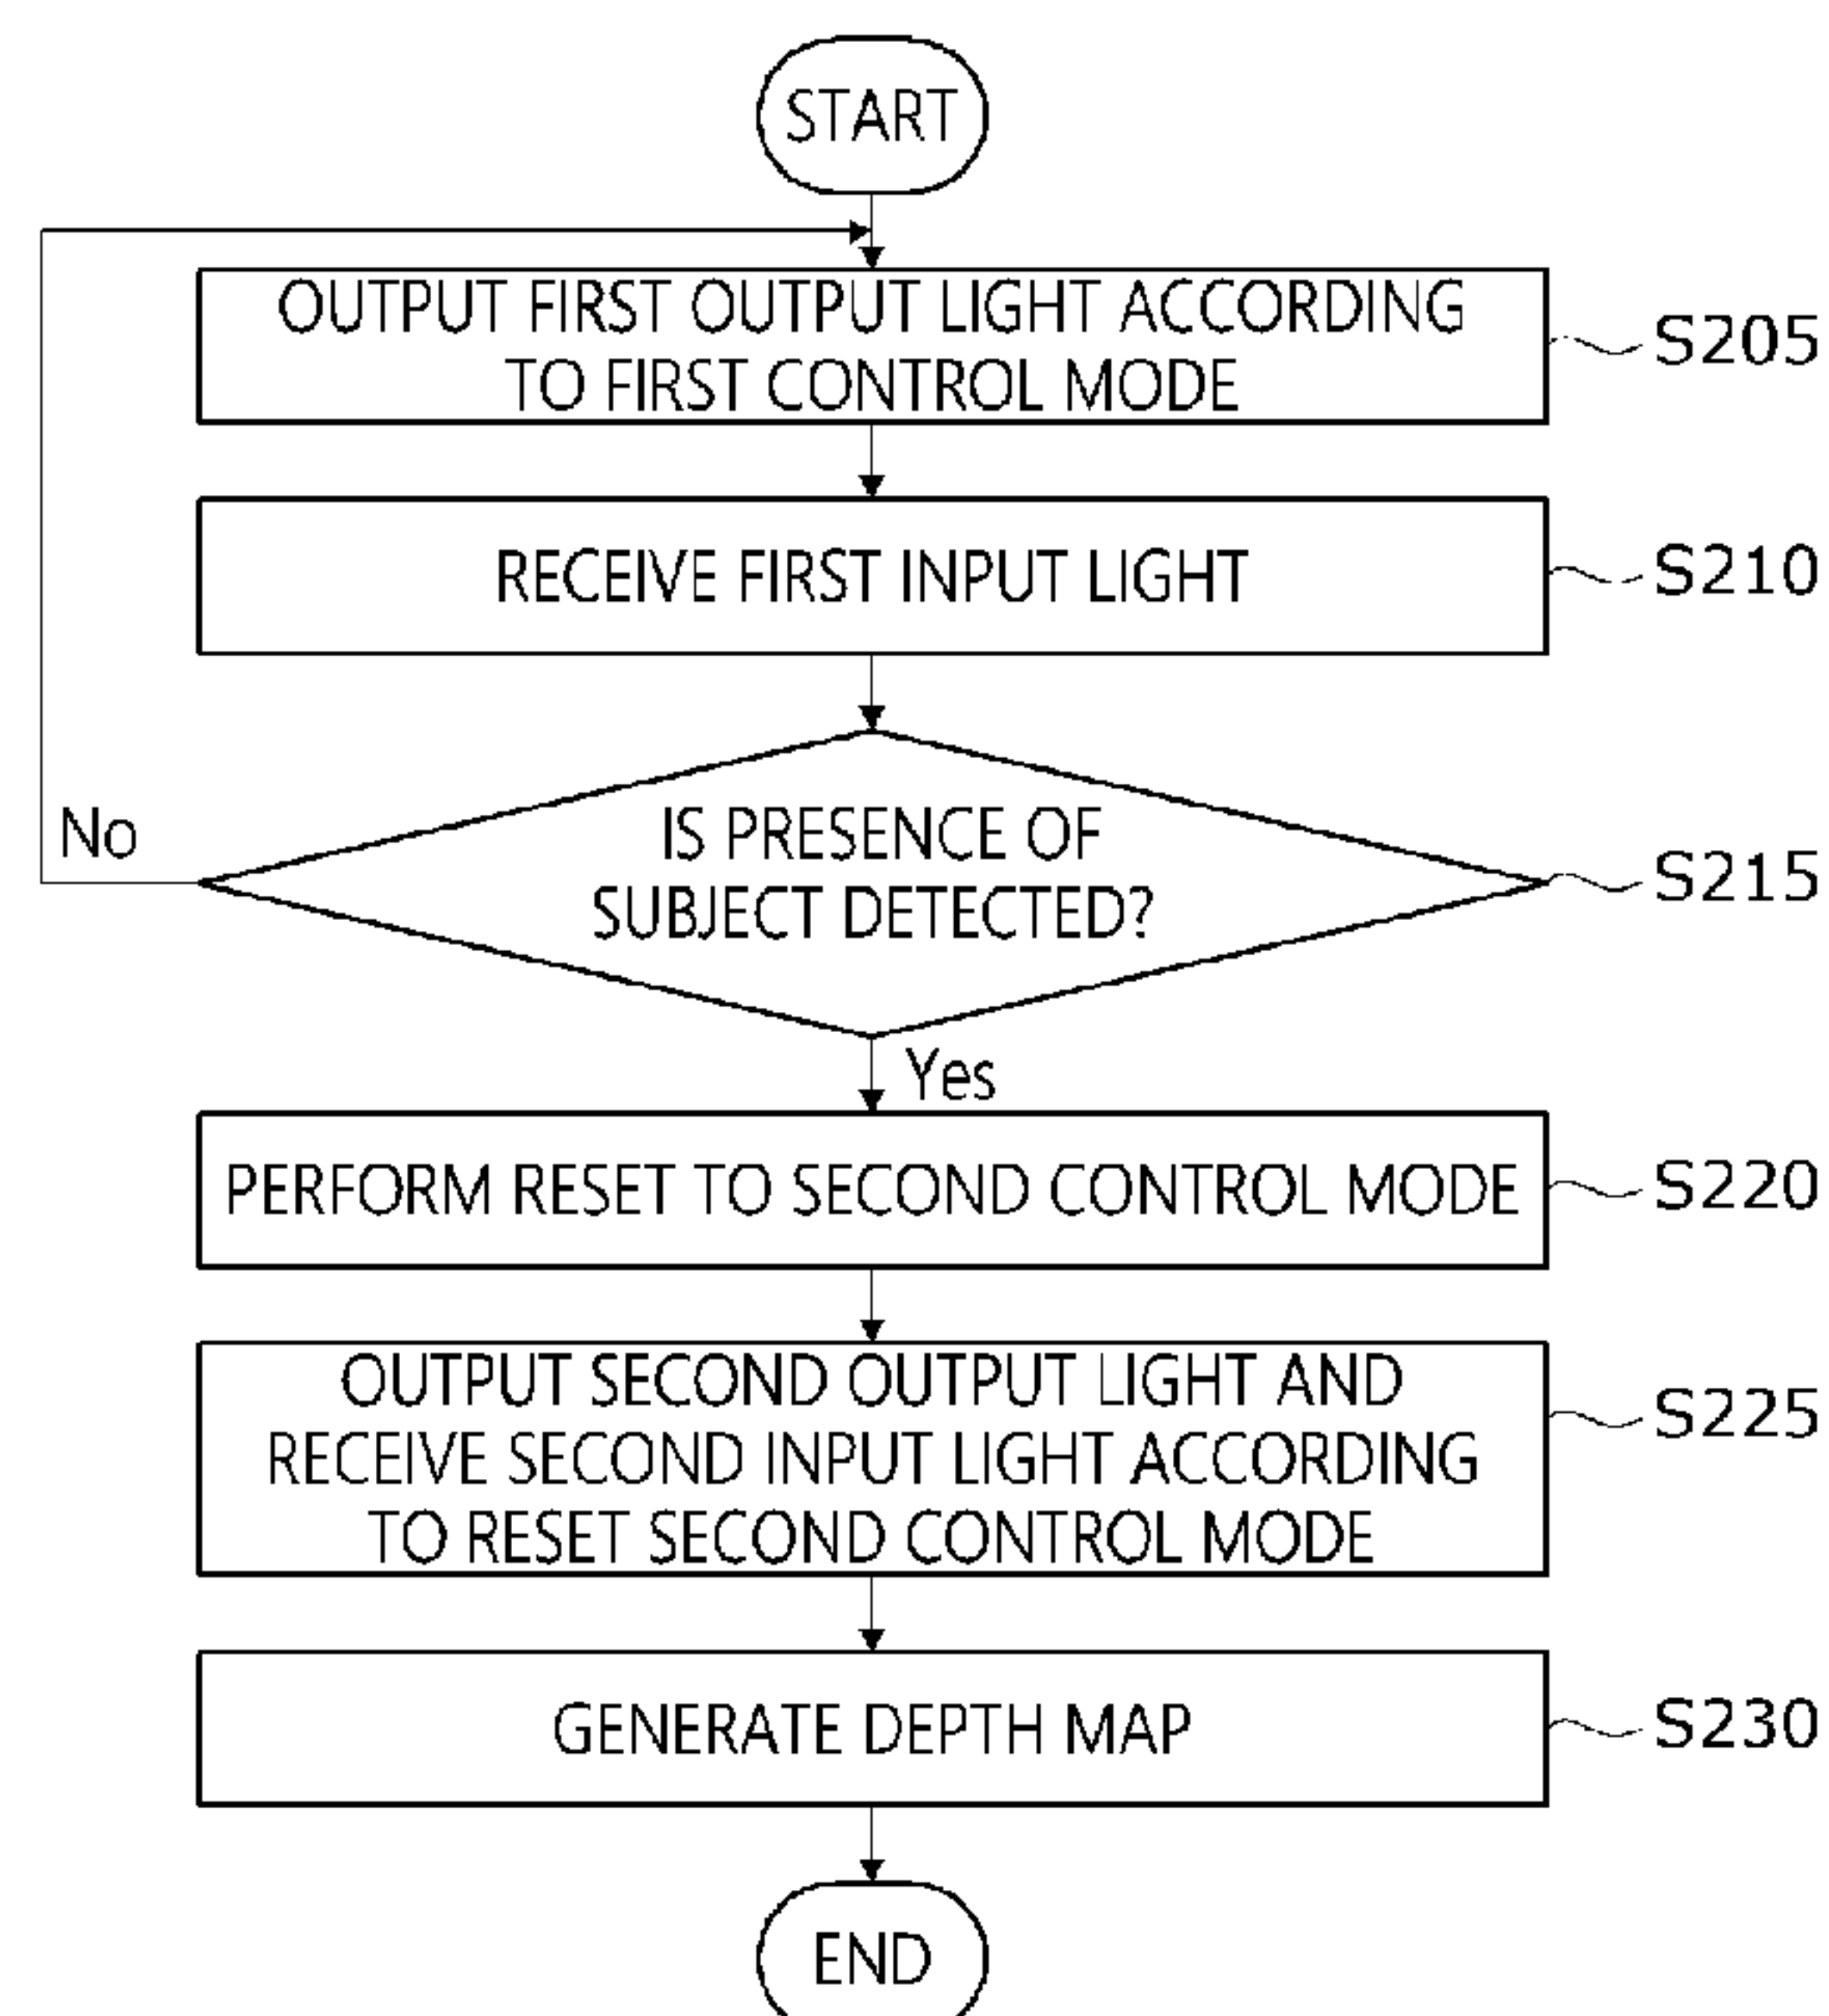 START
OUTPUT FIRST OUTPUT LIGHT ACCORDING
TO FIRST CONTROL MODE
S205
RECEIVE FIRST INPUT LIGHT
S210
IS PRESENCE OF
SUBJECT DETECTED?
S215
No
Yes
PERFORM RESET TO SECOND CONTROL MODE
S220
OUTPUT SECOND OUTPUT LIGHT AND
RECEIVE SECOND INPUT LIGHT ACCORDING
TO RESET SECOND CONTROL MODE
S225
GENERATE DEPTH MAP
S230
END